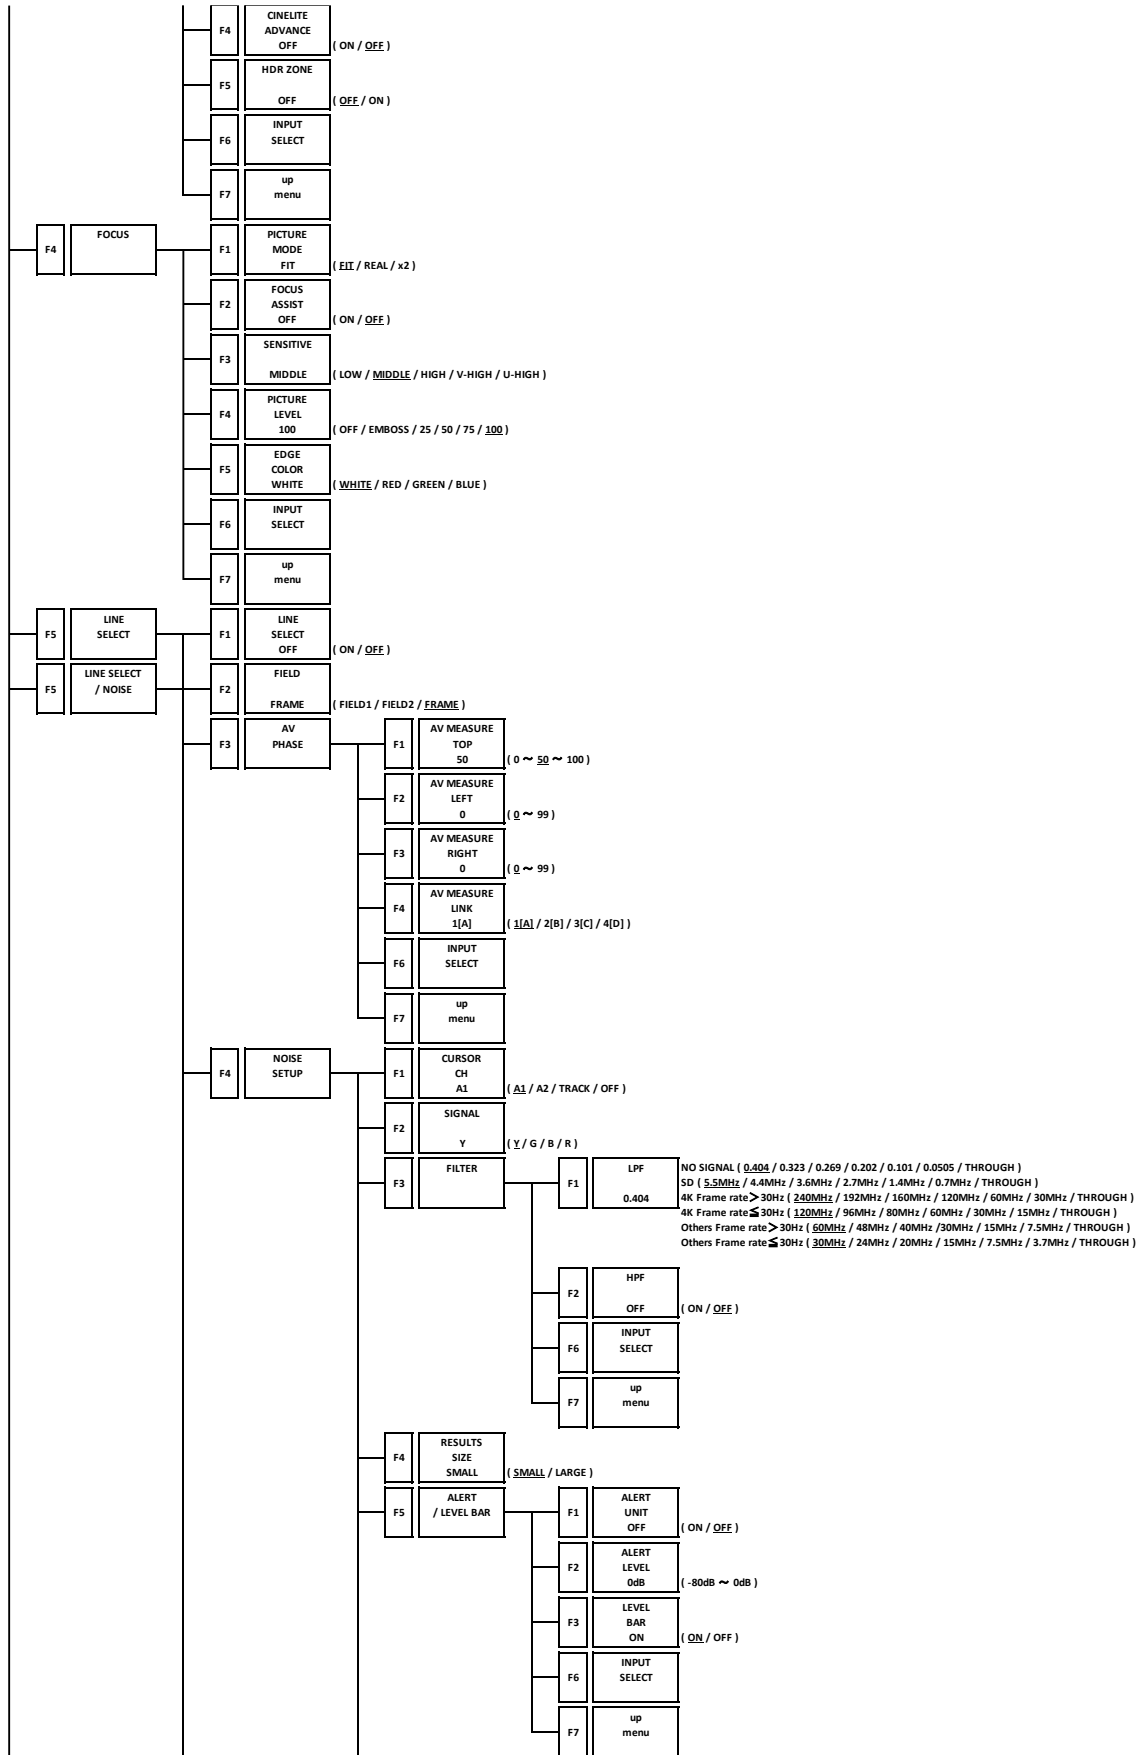 F4
CINELITE
ADVANCE
OFF
( ON / OFF )
F5
HDR ZONE
OFF
( OFF / ON )
F6
INPUT
SELECT
F7
up
menu
F4
FOCUS
F1
PICTURE
MODE
FIT
( FIT / REAL / x2 )
F2
FOCUS
ASSIST
OFF
( ON / OFF )
F3
SENSITIVE
MIDDLE
( LOW / MIDDLE / HIGH / V-HIGH / U-HIGH )
F4
PICTURE
LEVEL
100
( OFF / EMBOSS / 25 / 50 / 75 / 100 )
F5
EDGE
COLOR
WHITE
( WHITE / RED / GREEN / BLUE )
F6
INPUT
SELECT
F7
up
menu
F5
LINE
SELECT
F1
LINE
SELECT
OFF
( ON / OFF )
F5
LINE SELECT
/ NOISE
F2
FIELD
FRAME
( FIELD1 / FIELD2 / FRAME )
F3
AV
PHASE
F1
AV MEASURE
TOP
50
( 0 ～ 50 ～ 100 )
F2
AV MEASURE
LEFT
0
( 0 ～ 99 )
F3
AV MEASURE
RIGHT
0
( 0 ～ 99 )
F4
AV MEASURE
LINK
1[A]
( 1[A] / 2[B] / 3[C] / 4[D] )
F6
INPUT
SELECT
F7
up
menu
F4
NOISE
SETUP
F1
CURSOR
CH
A1
( A1 / A2 / TRACK / OFF )
F2
SIGNAL
Y
( Y / G / B / R )
F3
FILTER
F1
LPF
0.404
NO SIGNAL ( 0.404 / 0.323 / 0.269 / 0.202 / 0.101 / 0.0505 / THROUGH )
SD ( 5.5MHz / 4.4MHz / 3.6MHz / 2.7MHz / 1.4MHz / 0.7MHz / THROUGH )
4K Frame rate＞30Hz ( 240MHz / 192MHz / 160MHz / 120MHz / 60MHz / 30MHz / THROUGH )
4K Frame rate≦30Hz ( 120MHz / 96MHz / 80MHz / 60MHz / 30MHz / 15MHz / THROUGH )
Others Frame rate＞30Hz ( 60MHz / 48MHz / 40MHz /30MHz / 15MHz / 7.5MHz / THROUGH )
Others Frame rate≦30Hz ( 30MHz / 24MHz / 20MHz / 15MHz / 7.5MHz / 3.7MHz / THROUGH )
F2
HPF
OFF
( ON / OFF )
F6
INPUT
SELECT
F7
up
menu
F4
RESULTS
SIZE
SMALL
( SMALL / LARGE )
F5
ALERT
/ LEVEL BAR
F1
ALERT
UNIT
OFF
( ON / OFF )
F2
ALERT
LEVEL
0dB
( -80dB ～ 0dB )
F3
LEVEL
BAR
ON
( ON / OFF )
F6
INPUT
SELECT
F7
up
menu